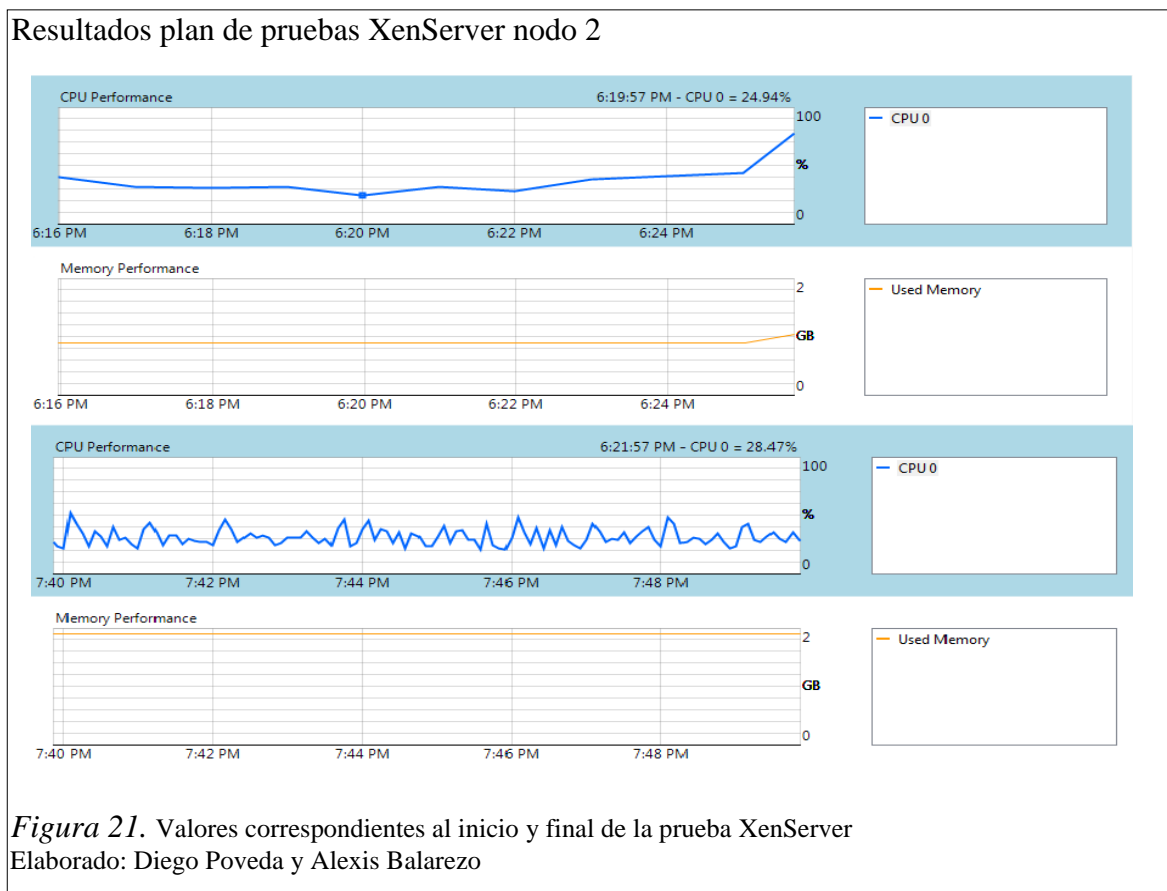 Resultados plan de pruebas XenServer nodo 2
CPU Performance 6:19:57 PM - CPU 0 = 24.94%
100
%
0
CPU 0
6:16 PM 6:18 PM 6:20 PM 6:22 PM 6:24 PM
Memory Performance
2
GB
0
Used Memory
6:16 PM 6:18 PM 6:20 PM 6:22 PM 6:24 PM
CPU Performance 6:21:57 PM - CPU 0 = 28.47%
100
%
0
CPU 0
7:40 PM 7:42 PM 7:44 PM 7:46 PM 7:48 PM
Memory Performance
2
GB
0
Used Memory
7:40 PM 7:42 PM 7:44 PM 7:46 PM 7:48 PM
Figura 21. Valores correspondientes al inicio y final de la prueba XenServer
Elaborado: Diego Poveda y Alexis Balarezo